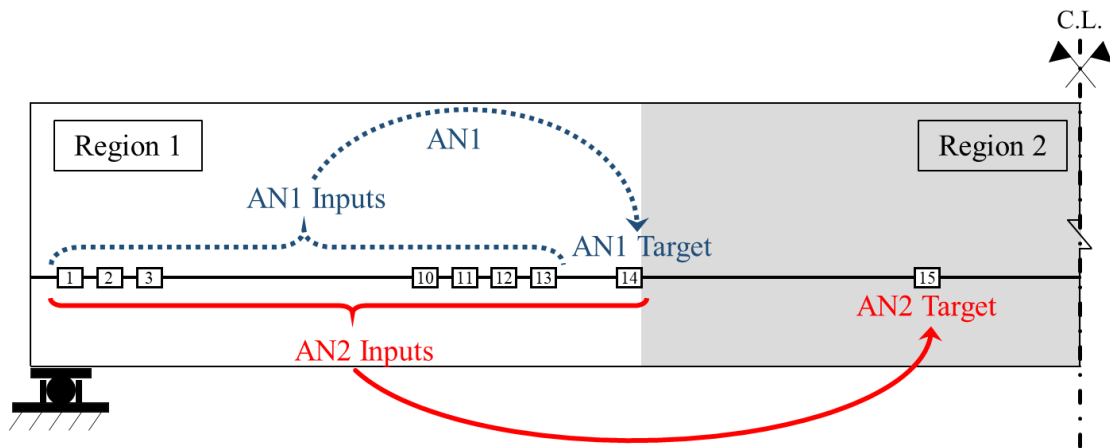 C.L.
Region 1
AN1
Region 2
AN1 Inputs
AN1 Target
1 2 3 10 11 12 13 14 15
AN2 Target
AN2 Inputs